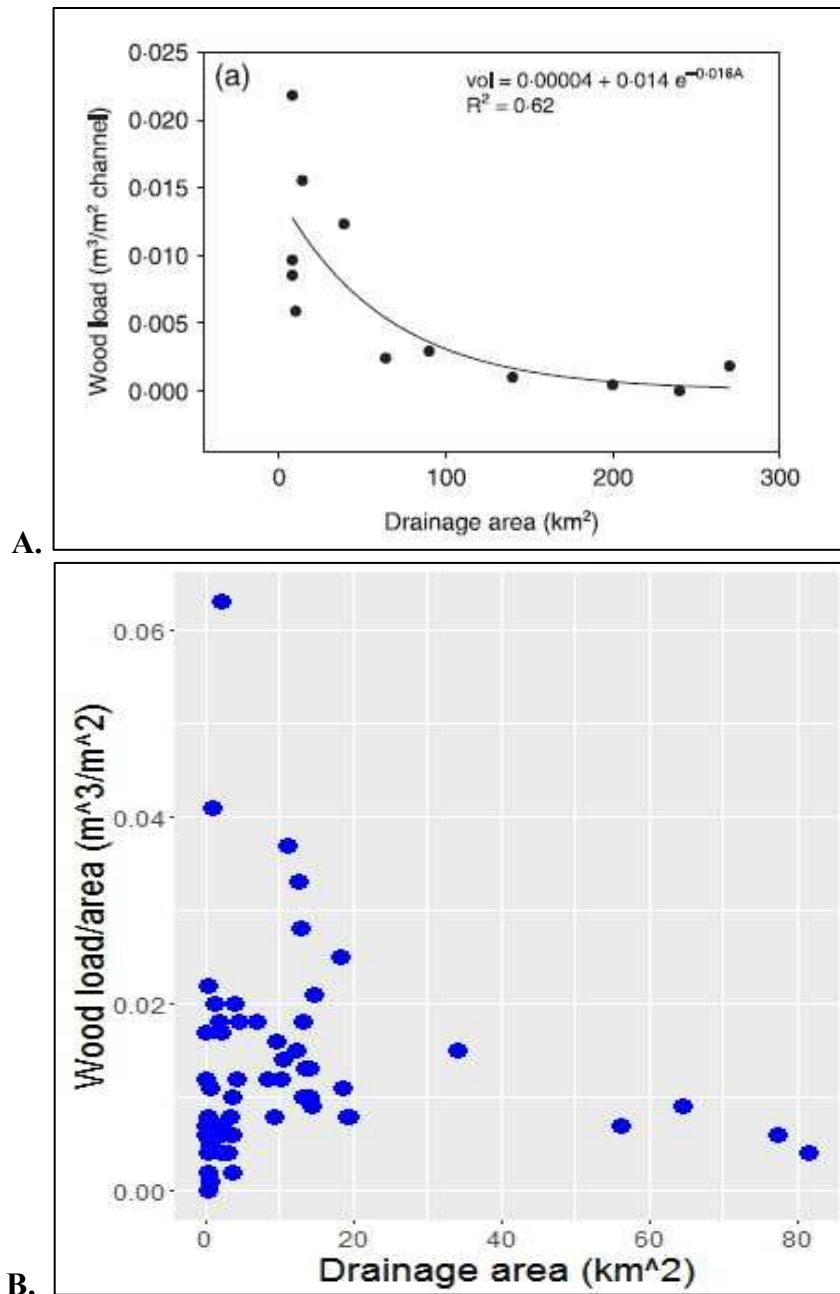 0·025
(a)
vol = 0·00004 + 0·014 e^–0·016A
R² = 0·62
0·020
0·015
0·010
0·005
0·000
Wood load (m³/m² channel)
0 100 200 300
Drainage area (km²)
A.
0.06
0.04
0.02
0.00
Wood load/area (m^3/m^2)
0 20 40 60 80
Drainage area (km^2)
B.